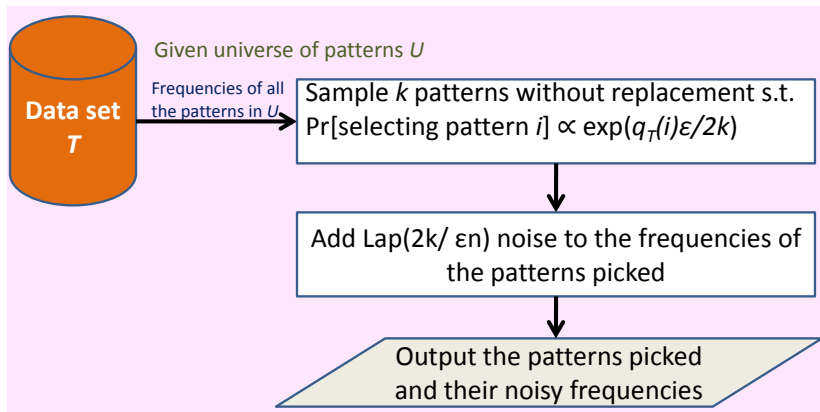 Given universe of patterns U
Data set
T
Frequencies of all
the patterns in U
Sample k patterns without replacement s.t.
Pr[selecting pattern i] ∝ exp(q_T(i)ε/2k)
Add Lap(2k/ εn) noise to the frequencies of
the patterns picked
Output the patterns picked
and their noisy frequencies